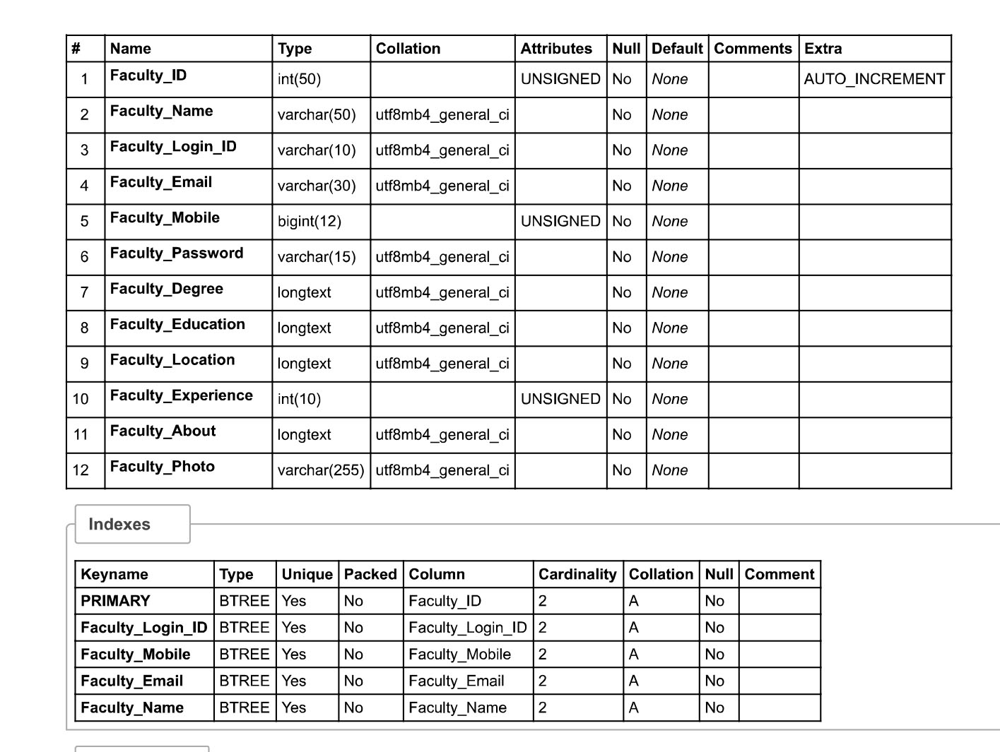 # Name Type Collation Attributes Null Default Comments Extra
1 Faculty_ID int(50) UNSIGNED No None AUTO_INCREMENT
2 Faculty_Name varchar(50) utf8mb4_general_ci No None
3 Faculty_Login_ID varchar(10) utf8mb4_general_ci No None
4 Faculty_Email varchar(30) utf8mb4_general_ci No None
5 Faculty_Mobile bigint(12) UNSIGNED No None
6 Faculty_Password varchar(15) utf8mb4_general_ci No None
7 Faculty_Degree longtext utf8mb4_general_ci No None
8 Faculty_Education longtext utf8mb4_general_ci No None
9 Faculty_Location longtext utf8mb4_general_ci No None
10 Faculty_Experience int(10) UNSIGNED No None
11 Faculty_About longtext utf8mb4_general_ci No None
12 Faculty_Photo varchar(255) utf8mb4_general_ci No None
Indexes
Keyname Type Unique Packed Column Cardinality Collation Null Comment
PRIMARY BTREE Yes No Faculty_ID 2 A No
Faculty_Login_ID BTREE Yes No Faculty_Login_ID 2 A No
Faculty_Mobile BTREE Yes No Faculty_Mobile 2 A No
Faculty_Email BTREE Yes No Faculty_Email 2 A No
Faculty_Name BTREE Yes No Faculty_Name 2 A No